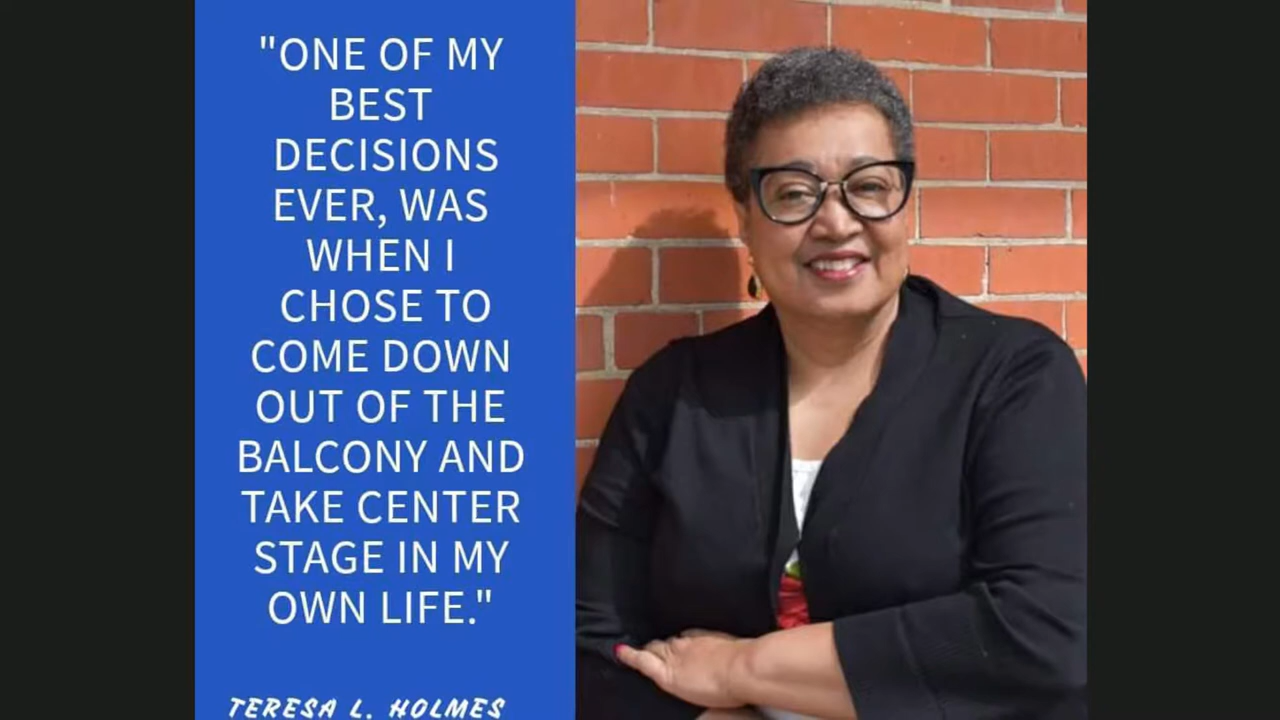 "ONE OF MY
BEST
DECISIONS
EVER, WAS
WHEN I
CHOSE TO
COME DOWN
OUT OF THE
BALCONY AND
TAKE CENTER
STAGE IN MY
OWN LIFE."
TERESA L. HOLMES